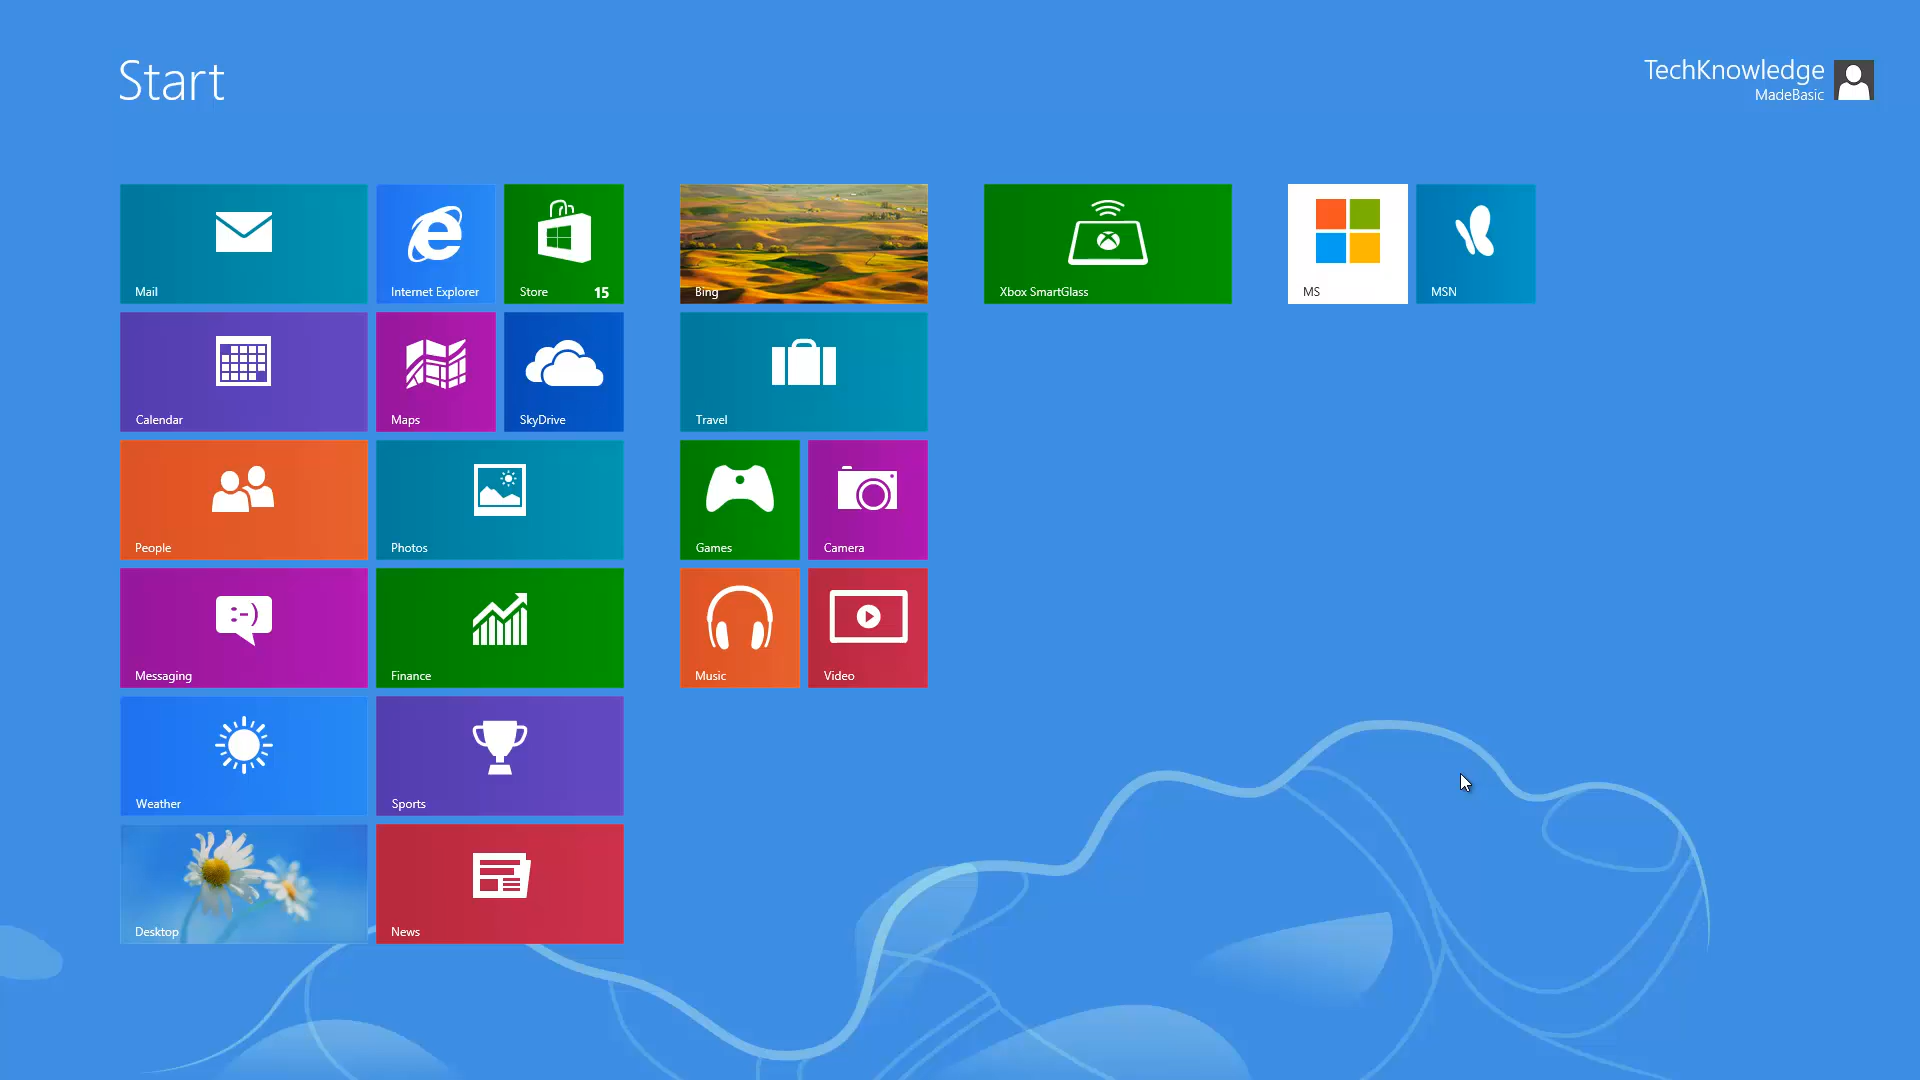 Start
TechKnowledge
MadeBasic
Mail
Internet Explorer
Store 15
Bing
Xbox SmartGlass
MS
MSN
Calendar
Maps
SkyDrive
Travel
People
Photos
Games
Camera
Messaging
:-)
Finance
Music
Video
Weather
Sports
Desktop
News